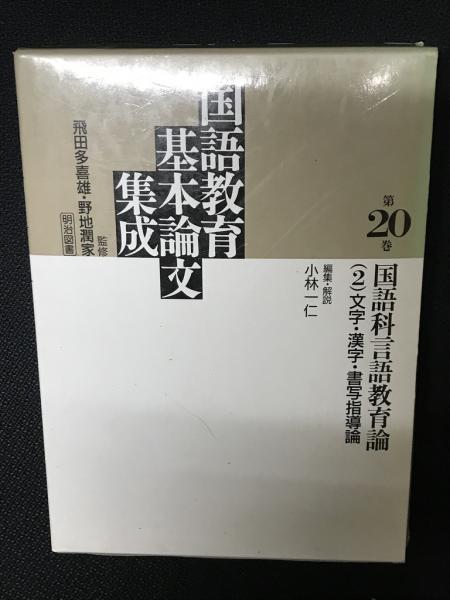 第20巻
国語科言語教育論
(2)文字・漢字・書写指導論
編集・解説
小林一仁
国語教育
基本論文
集成
飛田多喜雄・野地潤家
監修
明治図書